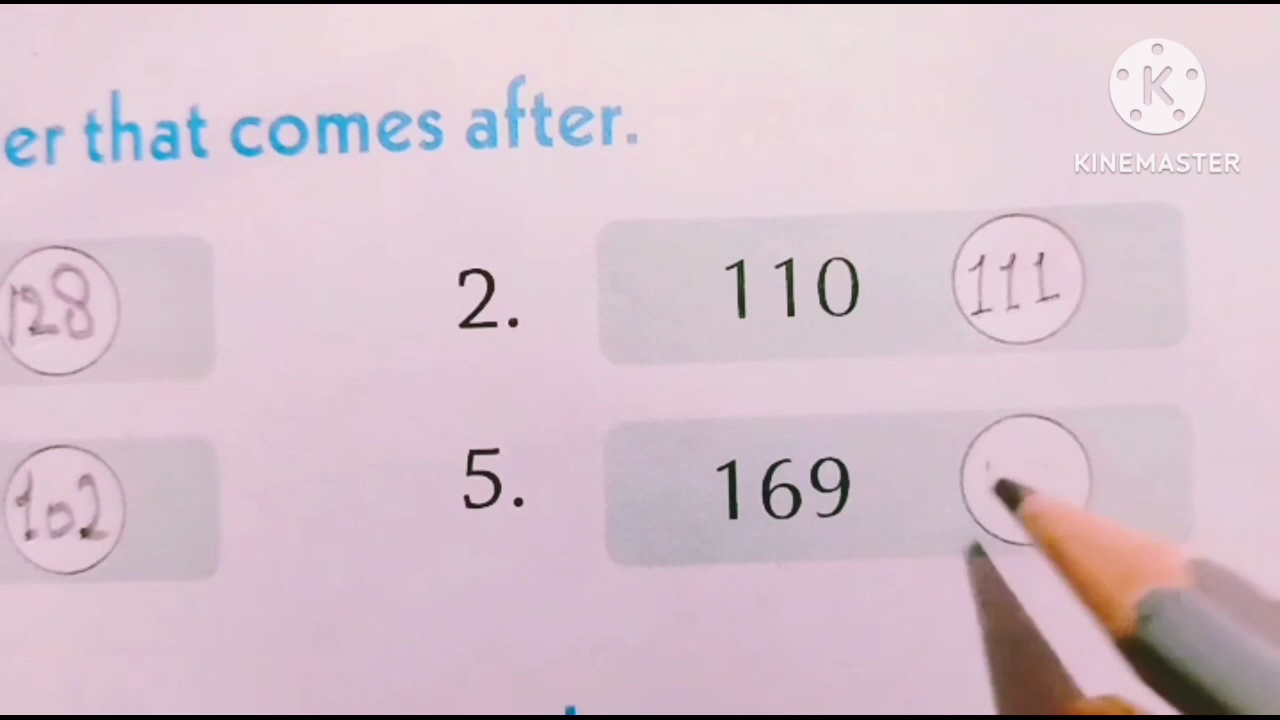 er that comes after.
KINEMASTER
128
2. 110 111
102
5. 169